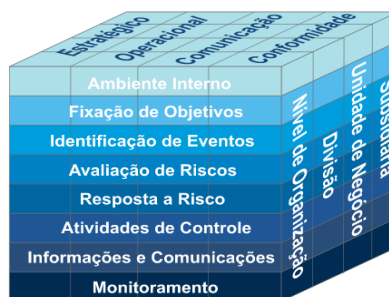 Estratégico
Operacional
Comunicação
Conformidade
Ambiente Interno
Fixação de Objetivos
Identificação de Eventos
Avaliação de Riscos
Resposta a Risco
Atividades de Controle
Informações e Comunicações
Monitoramento
Nível de Organização
Divisão
Unidade de Negócio